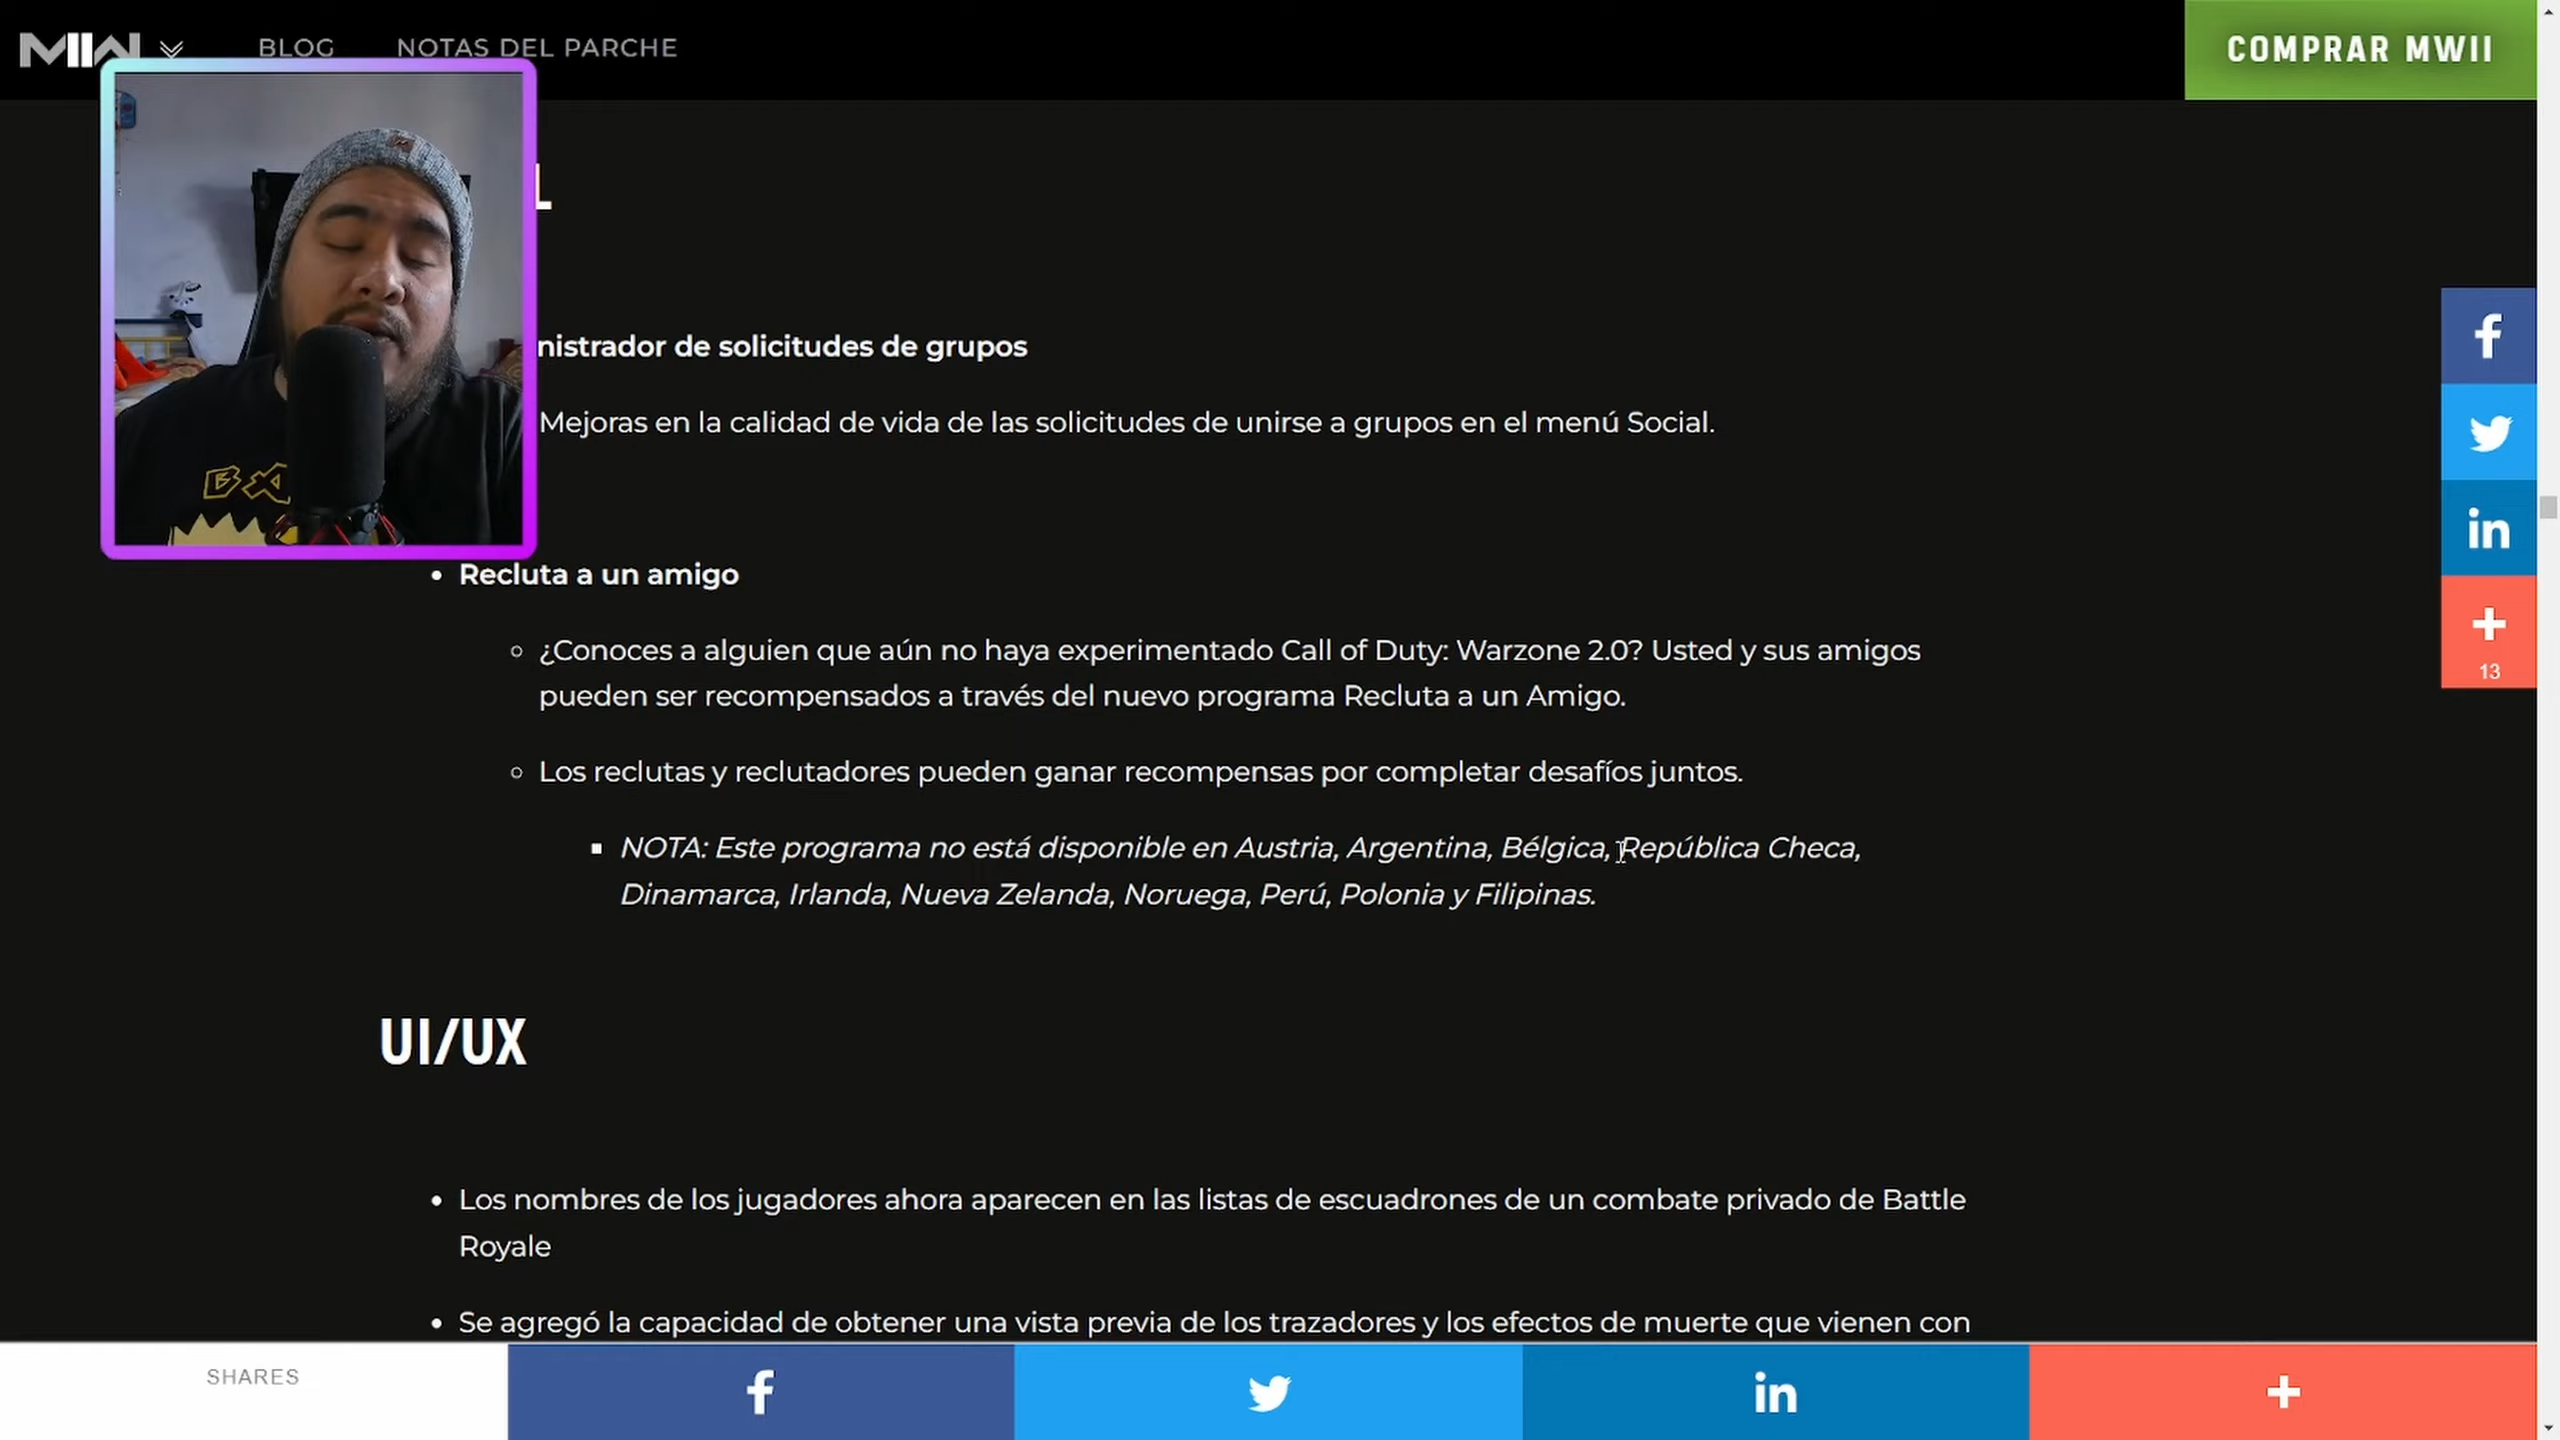 BLOG
NOTAS DEL PARCHE
COMPRAR MWII
L
nistrador de solicitudes de grupos
Mejoras en la calidad de vida de las solicitudes de unirse a grupos en el menú Social.
• Recluta a un amigo
¿Conoces a alguien que aún no haya experimentado Call of Duty: Warzone 2.0? Usted y sus amigos
pueden ser recompensados a través del nuevo programa Recluta a un Amigo.
Los reclutas y reclutadores pueden ganar recompensas por completar desafíos juntos.
NOTA: Este programa no está disponible en Austria, Argentina, Bélgica, República Checa,
Dinamarca, Irlanda, Nueva Zelanda, Noruega, Perú, Polonia y Filipinas.
13
UI/UX
• Los nombres de los jugadores ahora aparecen en las listas de escuadrones de un combate privado de Battle
Royale
• Se agregó la capacidad de obtener una vista previa de los trazadores y los efectos de muerte que vienen con
SHARES